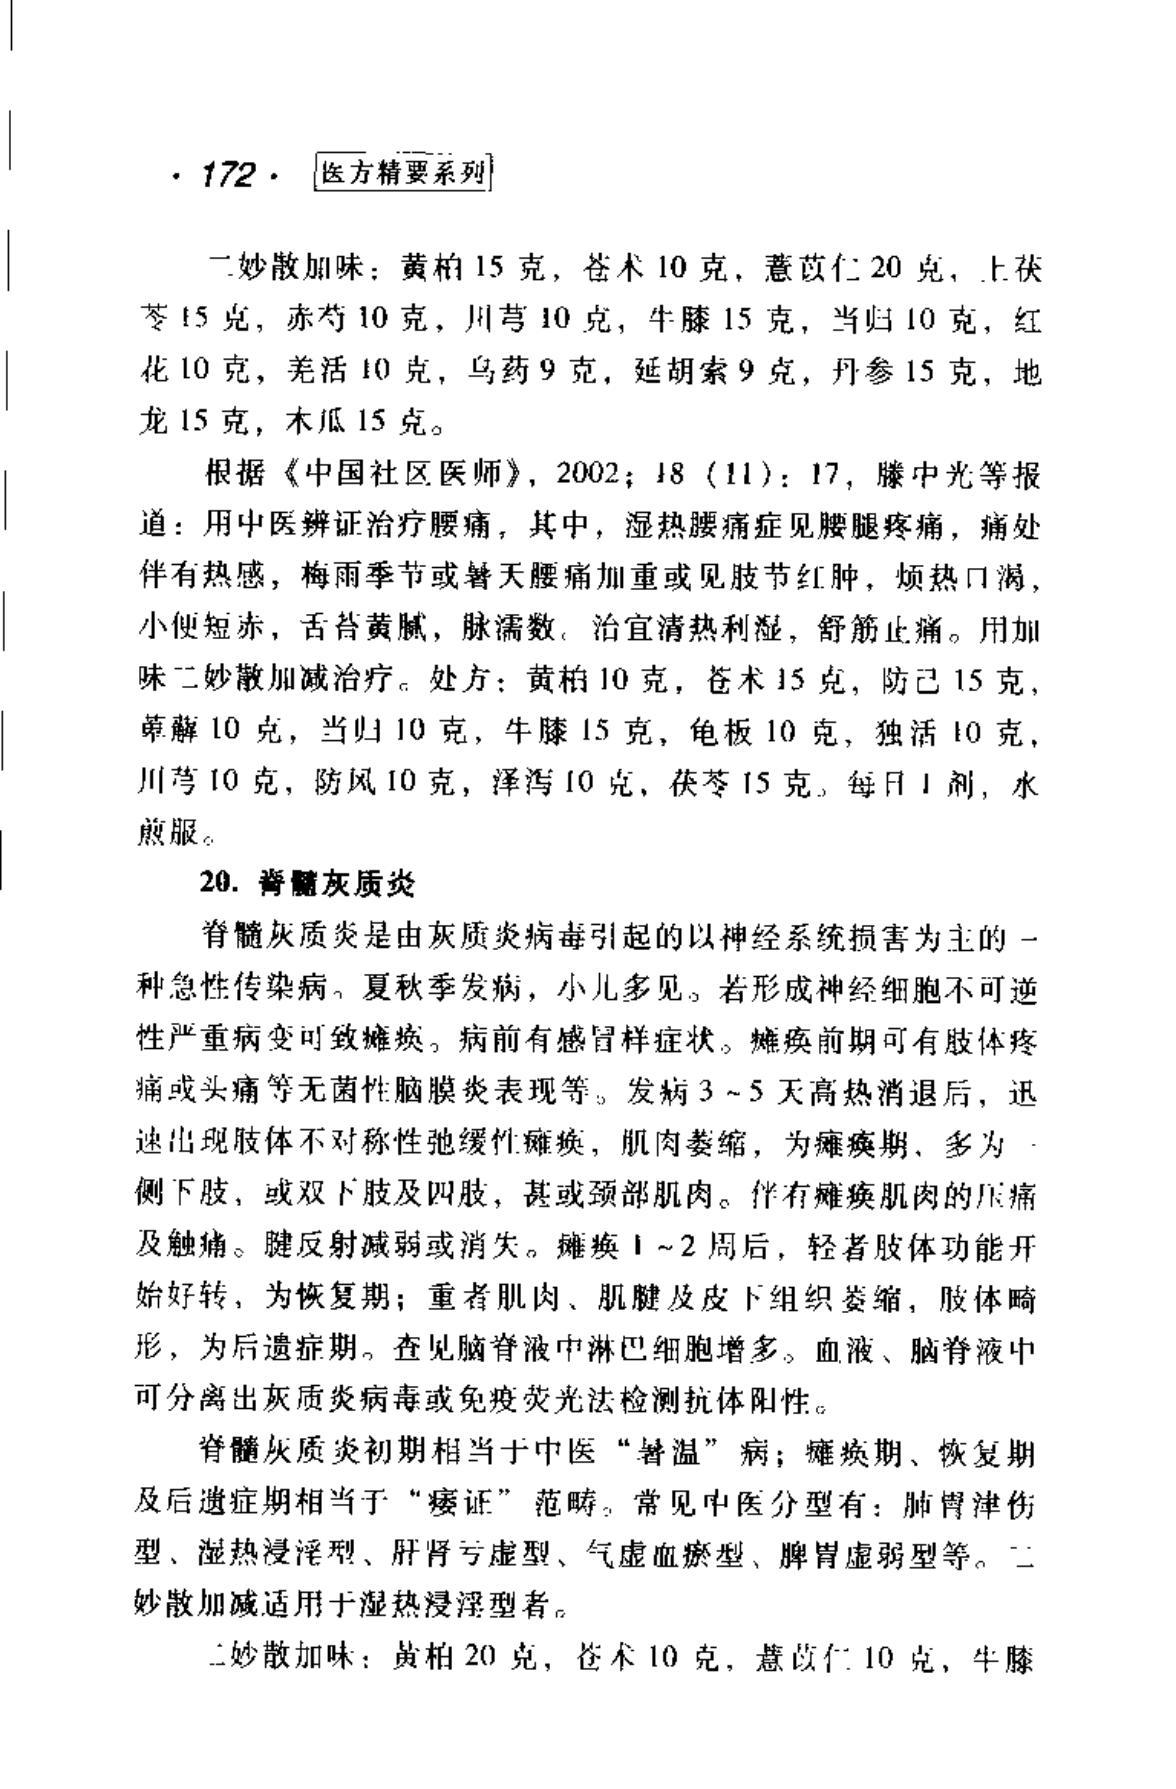 ·172· 医方精要系列
二妙散加味：黄柏 15 克，苍术 10 克，薏苡仁 20 克，土茯
苓 15 克，赤芍 10 克，川芎 10 克，牛膝 15 克，当归 10 克，红
花 10 克，羌活 10 克，乌药 9 克，延胡索 9 克，丹参 15 克，地
龙 15 克，木瓜 15 克。
根据《中国社区医师》，2002；18（11）：17，滕中光等报
道：用中医辨证治疗腰痛，其中，湿热腰痛症见腰腿疼痛，痛处
伴有热感，梅雨季节或暑天腰痛加重或见肢节红肿，烦热口渴，
小便短赤，舌苔黄腻，脉濡数。治宜清热利湿，舒筋止痛。用加
味二妙散加减治疗。处方：黄柏 10 克，苍术 15 克，防己 15 克，
萆薢 10 克，当归 10 克，牛膝 15 克，龟板 10 克，独活 10 克，
川芎 10 克，防风 10 克，泽泻 10 克，茯苓 15 克。每日 1 剂，水
煎服。
20. 脊髓灰质炎
脊髓灰质炎是由灰质炎病毒引起的以神经系统损害为主的一
种急性传染病。夏秋季发病，小儿多见。若形成神经细胞不可逆
性严重病变可致瘫痪。病前有感冒样症状。瘫痪前期可有肢体疼
痛或头痛等无菌性脑膜炎表现等。发病 3～5 天高热消退后，迅
速出现肢体不对称性弛缓性瘫痪，肌肉萎缩，为瘫痪期，多为一
侧下肢，或双下肢及四肢，甚或颈部肌肉。伴有瘫痪肌肉的压痛
及触痛。腱反射减弱或消失。瘫痪 1～2 周后，轻者肢体功能开
始好转，为恢复期；重者肌肉、肌腱及皮下组织萎缩，肢体畸
形，为后遗症期。查见脑脊液中淋巴细胞增多。血液、脑脊液中
可分离出灰质炎病毒或免疫荧光法检测抗体阳性。
脊髓灰质炎初期相当于中医“暑温”病；瘫痪期、恢复期
及后遗症期相当于“痿证”范畴。常见中医分型有：肺胃津伤
型、湿热浸淫型、肝肾亏虚型、气虚血瘀型、脾胃虚弱型等。二
妙散加减适用于湿热浸淫型者。
二妙散加味：黄柏 20 克，苍术 10 克，薏苡仁 10 克，牛膝